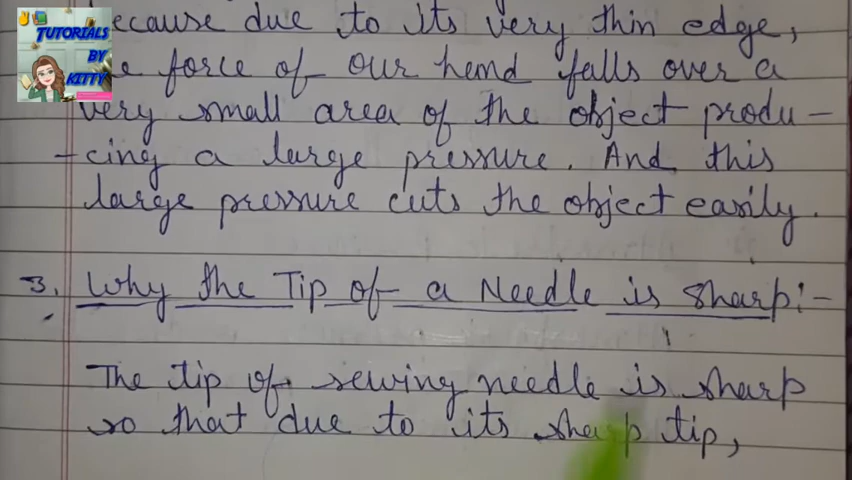 TUTORIALS
BY
KITTY
because due to its very thin edge,
force of our hand falls over a
very small area of the object produ-
-cing a large pressure. And this
large pressure cuts the object easily.
3. Why the Tip of a Needle is Sharp:-
The tip of sewing needle is sharp
so that due to its sharp tip,